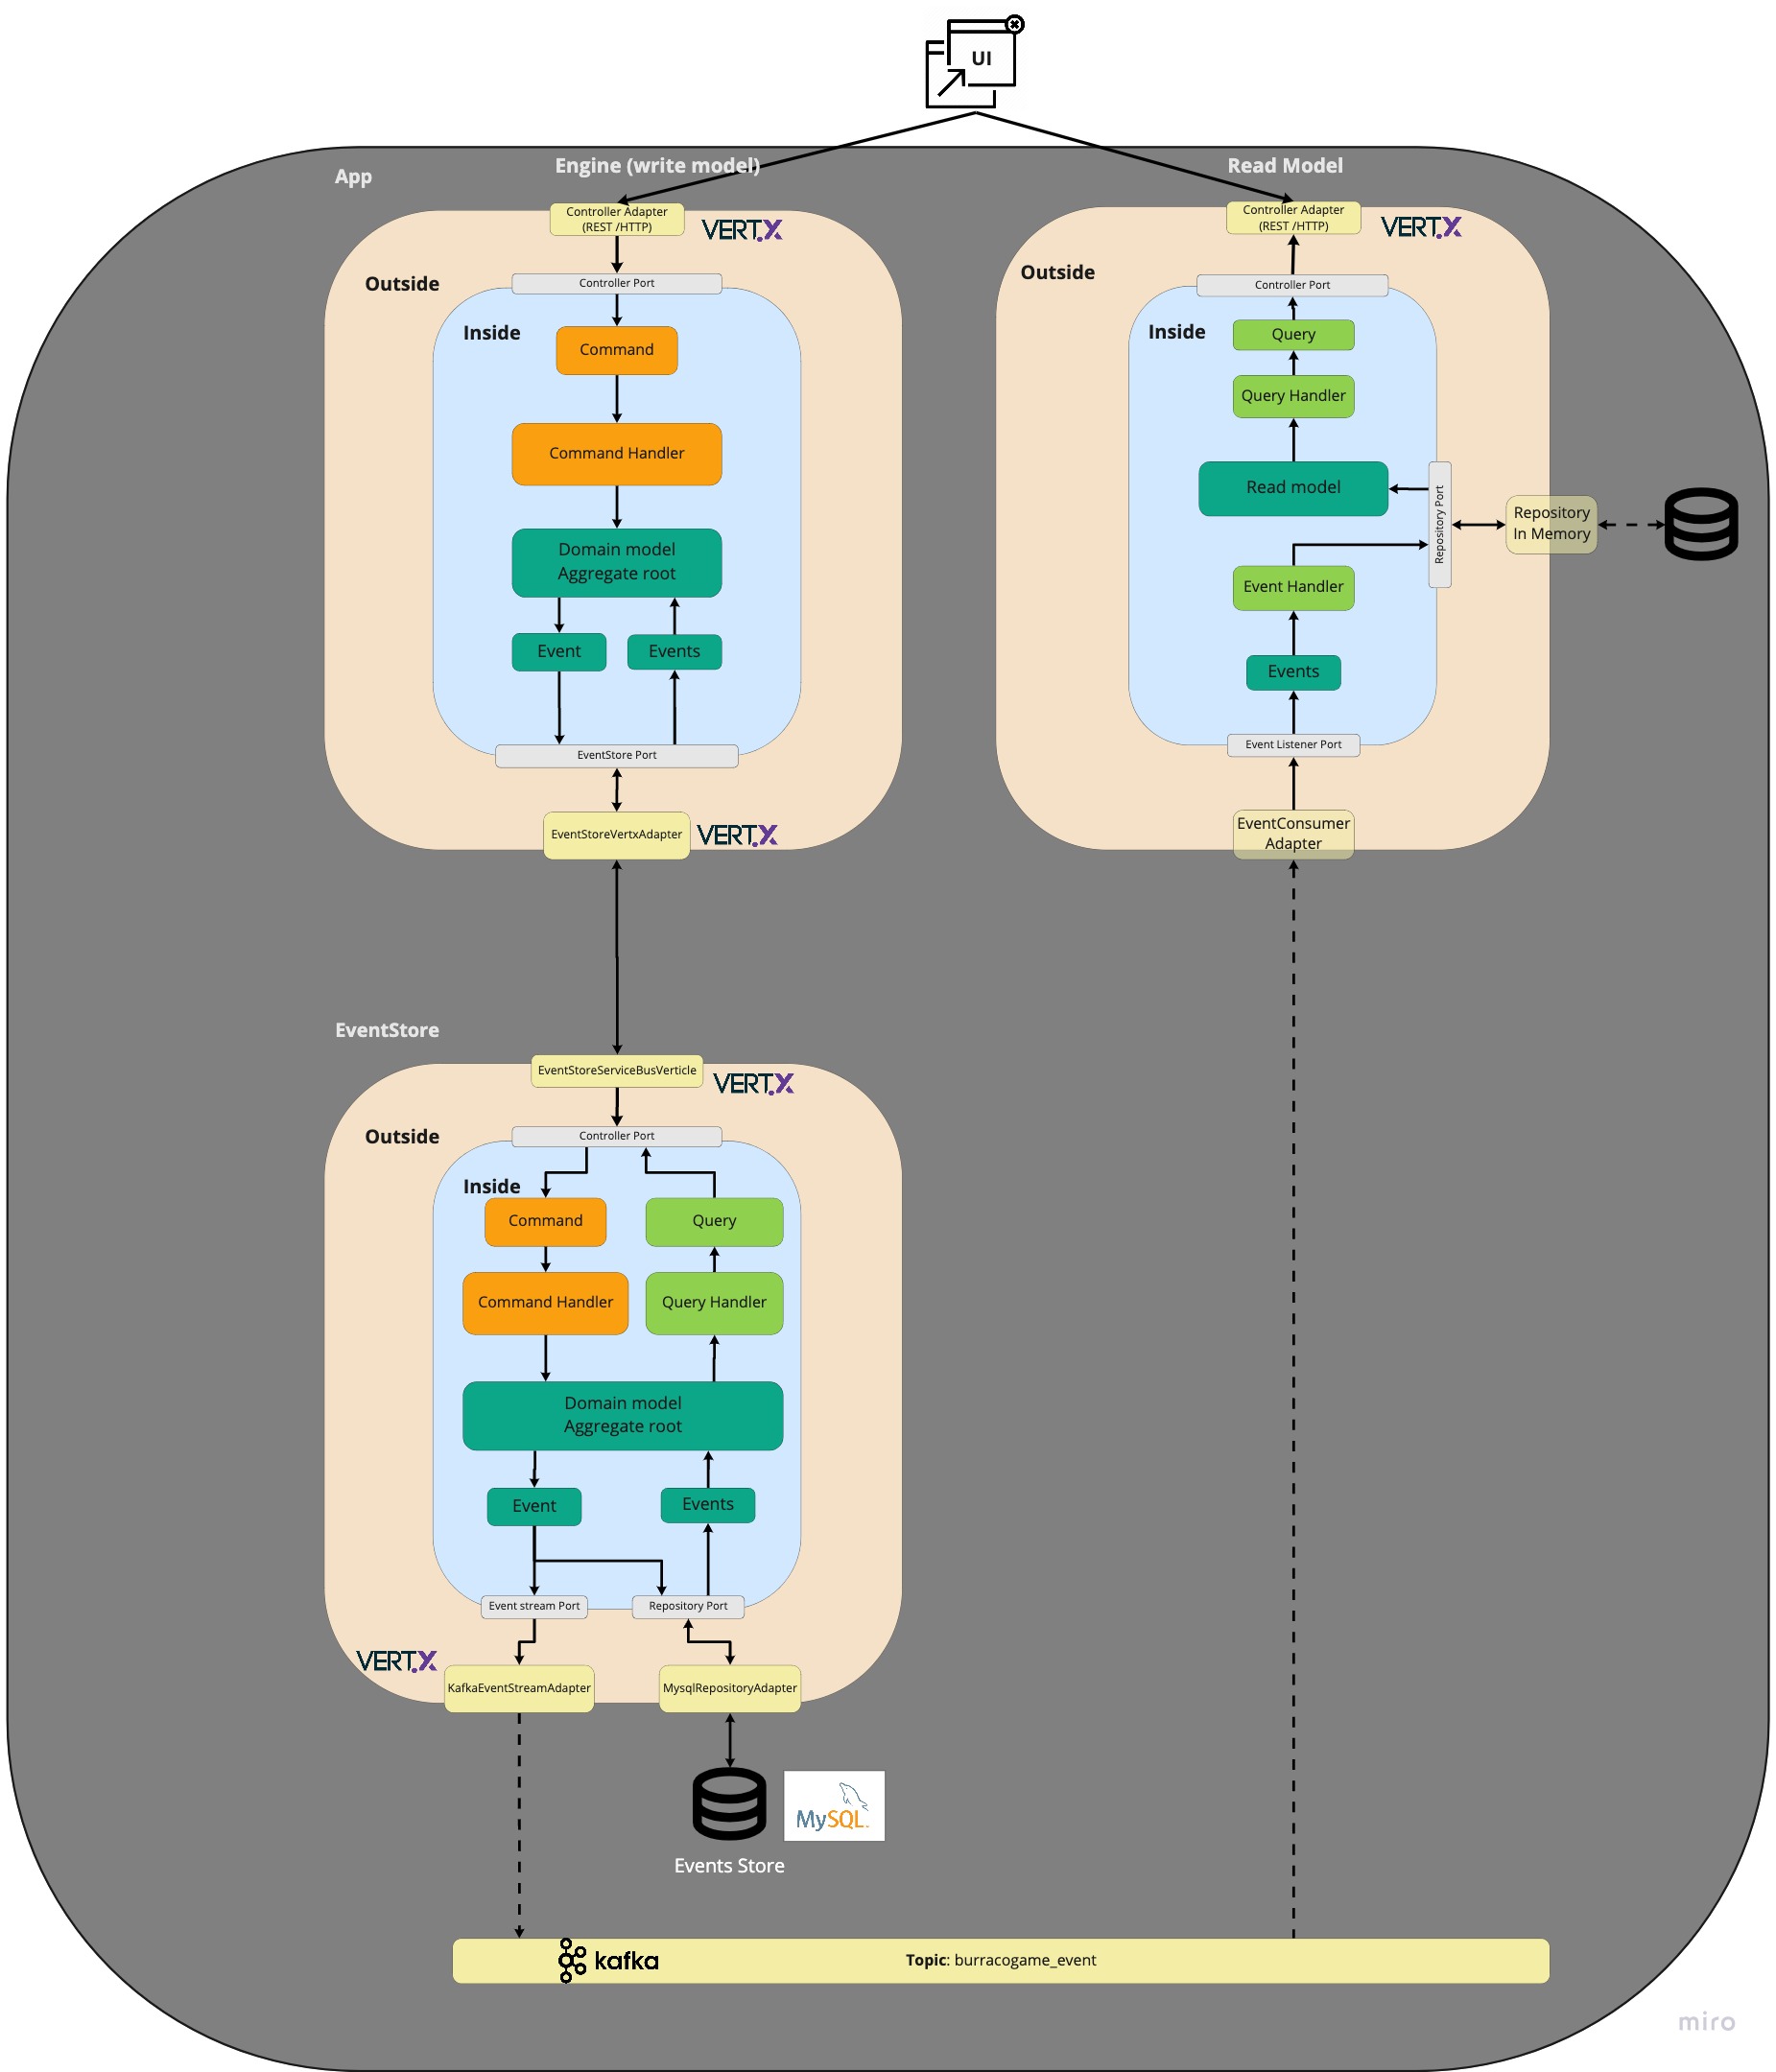 UI
App
Engine (write model)
Read Model
Controller Adapter
(REST /HTTP)
VERT.X
Outside
Controller Port
Inside
Command
Command Handler
Domain model
Aggregate root
Event
Events
EventStore Port
EventStoreVertxAdapter
VERT.X
Controller Adapter
(REST /HTTP)
VERT.X
Outside
Controller Port
Inside
Query
Query Handler
Read model
Repository Port
Repository
In Memory
Event Handler
Events
Event Listener Port
EventConsumer
Adapter
EventStore
EventStoreServiceBusVerticle
VERT.X
Outside
Controller Port
Inside
Command
Query
Command Handler
Query Handler
Domain model
Aggregate root
Event
Events
Event stream Port
Repository Port
VERT.X
KafkaEventStreamAdapter
MysqlRepositoryAdapter
MySQL
Events Store
kafka
Topic: burracogame_event
miro